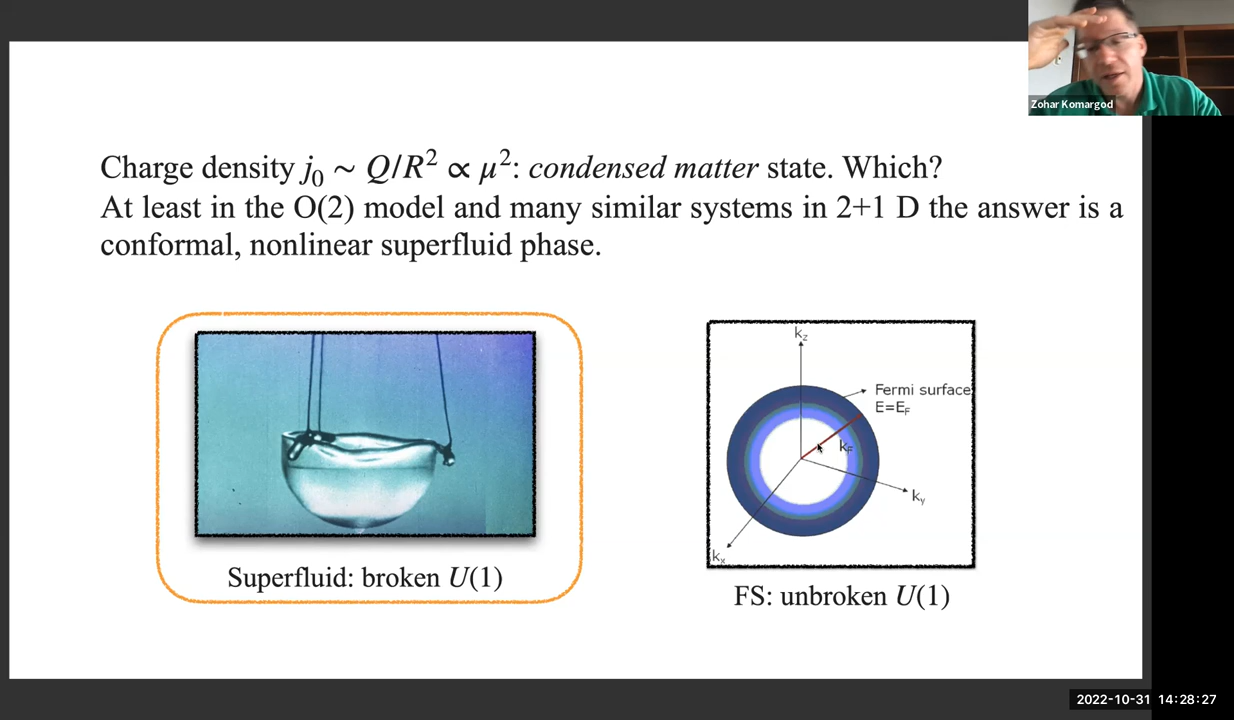 Zohar Komargod
Charge density j₀ ~ Q/R² ∝ μ²: condensed matter state. Which?
At least in the O(2) model and many similar systems in 2+1 D the answer is a
conformal, nonlinear superfluid phase.
k_z
Fermi surface
E=E_F
k_F
k_y
k_x
Superfluid: broken U(1)
FS: unbroken U(1)
2022-10-31 14:28:27